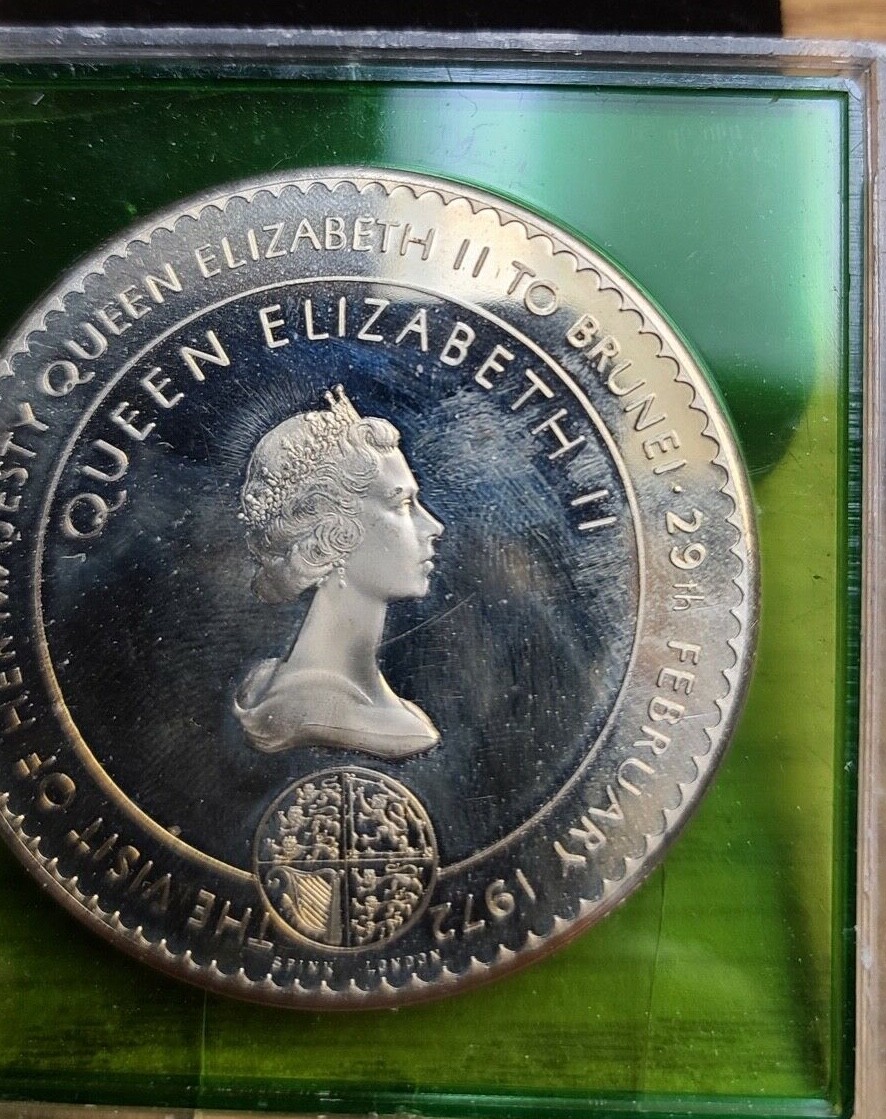 THE VISIT OF HER MAJESTY QUEEN ELIZABETH II TO BRUNEI · 29th FEBRUARY 1972
QUEEN ELIZABETH II
SPINK LONDON